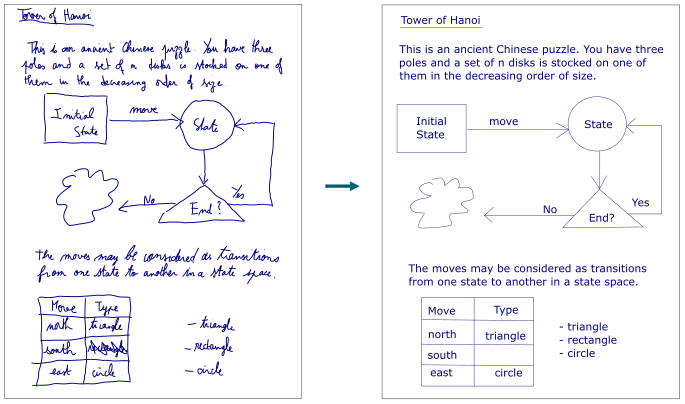 Tower of Hanoi
This is an ancient Chinese puzzle. You have three
poles and a set of n disks is stocked on one of
them in the decreasing order of size.
Initial
State
move
State
No
Yes
End?
The moves may be considered as transitions
from one state to another in a state space.
Move Type
north triangle
south
east circle
- triangle
- rectangle
- circle
Tower of Hanoi
This is an ancient Chinese puzzle. You have three
poles and a set of n disks is stocked on one of
them in the decreasing order of size.
Initial
State
move
State
No
Yes
End?
The moves may be considered as transitions
from one state to another in a state space.
Move Type
north triangle
south
east circle
- triangle
- rectangle
- circle